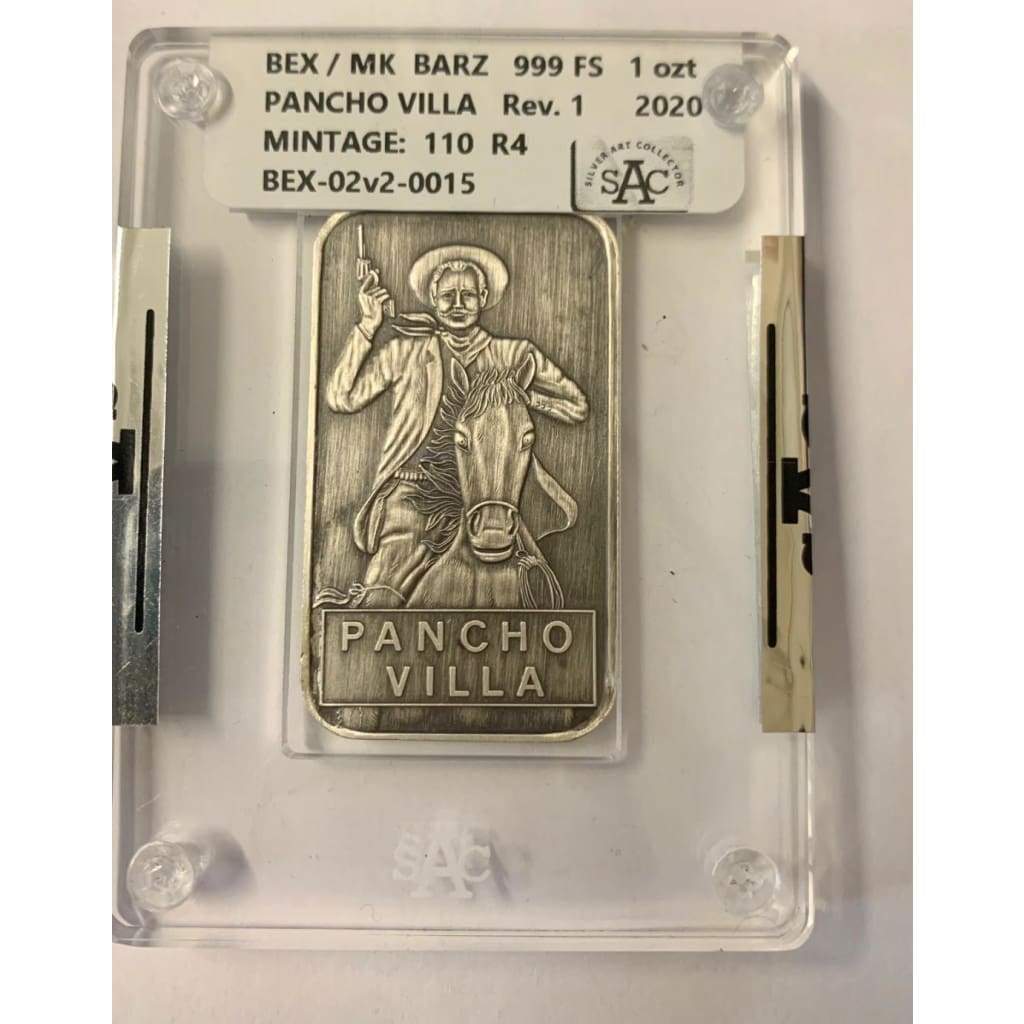 BEX / MK BARZ 999 FS 1 ozt
PANCHO VILLA Rev. 1 2020
MINTAGE: 110 R4
BEX-02v2-0015
SILVER ART COLLECTOR
SAC
PANCHO
VILLA
SAC